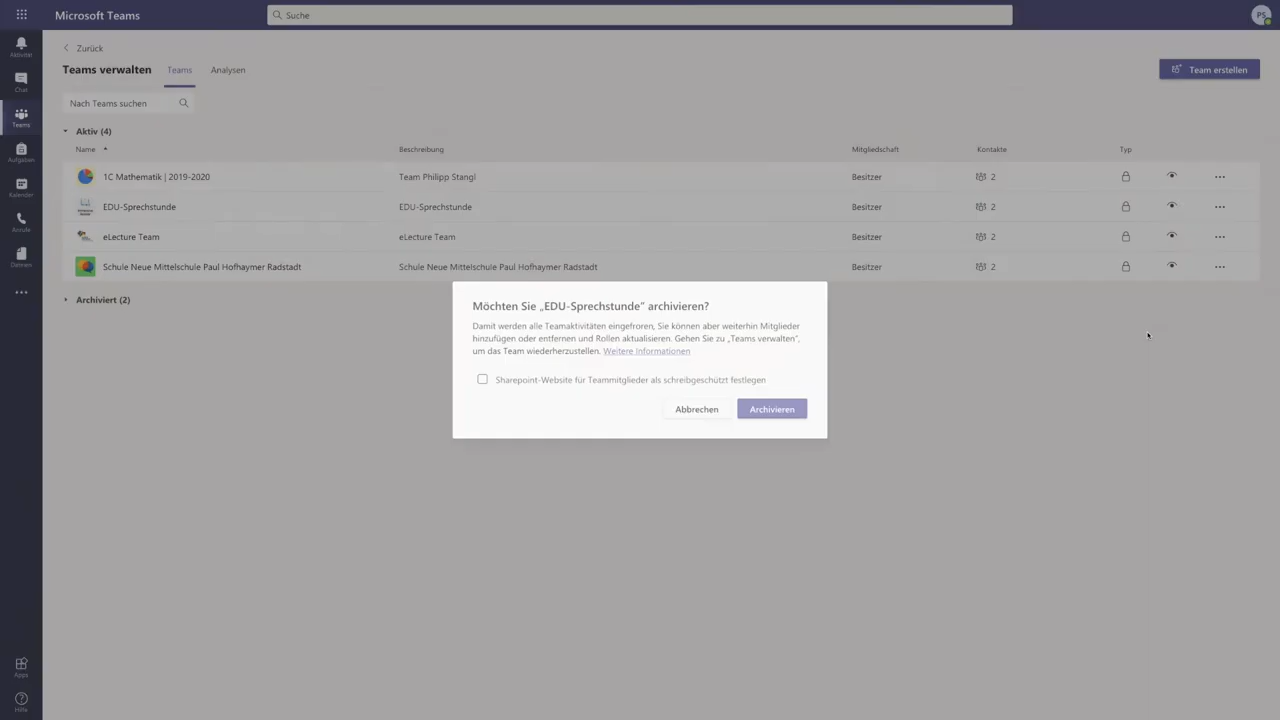 Microsoft Teams
Suche
PS
Aktivität
Chat
Teams
Aufgaben
Kalender
Anrufe
Dateien
Apps
Hilfe
Zurück
Teams verwalten
Teams
Analysen
Team erstellen
Nach Teams suchen
Aktiv (4)
Name Beschreibung Mitgliedschaft Kontakte Typ
1C Mathematik | 2019-2020 Team Philipp Stangl Besitzer 2
EDU-Sprechstunde EDU-Sprechstunde Besitzer 2
eLecture Team eLecture Team Besitzer 2
Schule Neue Mittelschule Paul Hofhaymer Radstadt Schule Neue Mittelschule Paul Hofhaymer Radstadt Besitzer 2
Archiviert (2)
Möchten Sie „EDU-Sprechstunde" archivieren?
Damit werden alle Teamaktivitäten eingefroren, Sie können aber weiterhin Mitglieder
hinzufügen oder entfernen und Rollen aktualisieren. Gehen Sie zu „Teams verwalten",
um das Team wiederherzustellen. Weitere Informationen
Sharepoint-Website für Teammitglieder als schreibgeschützt festlegen
Abbrechen
Archivieren